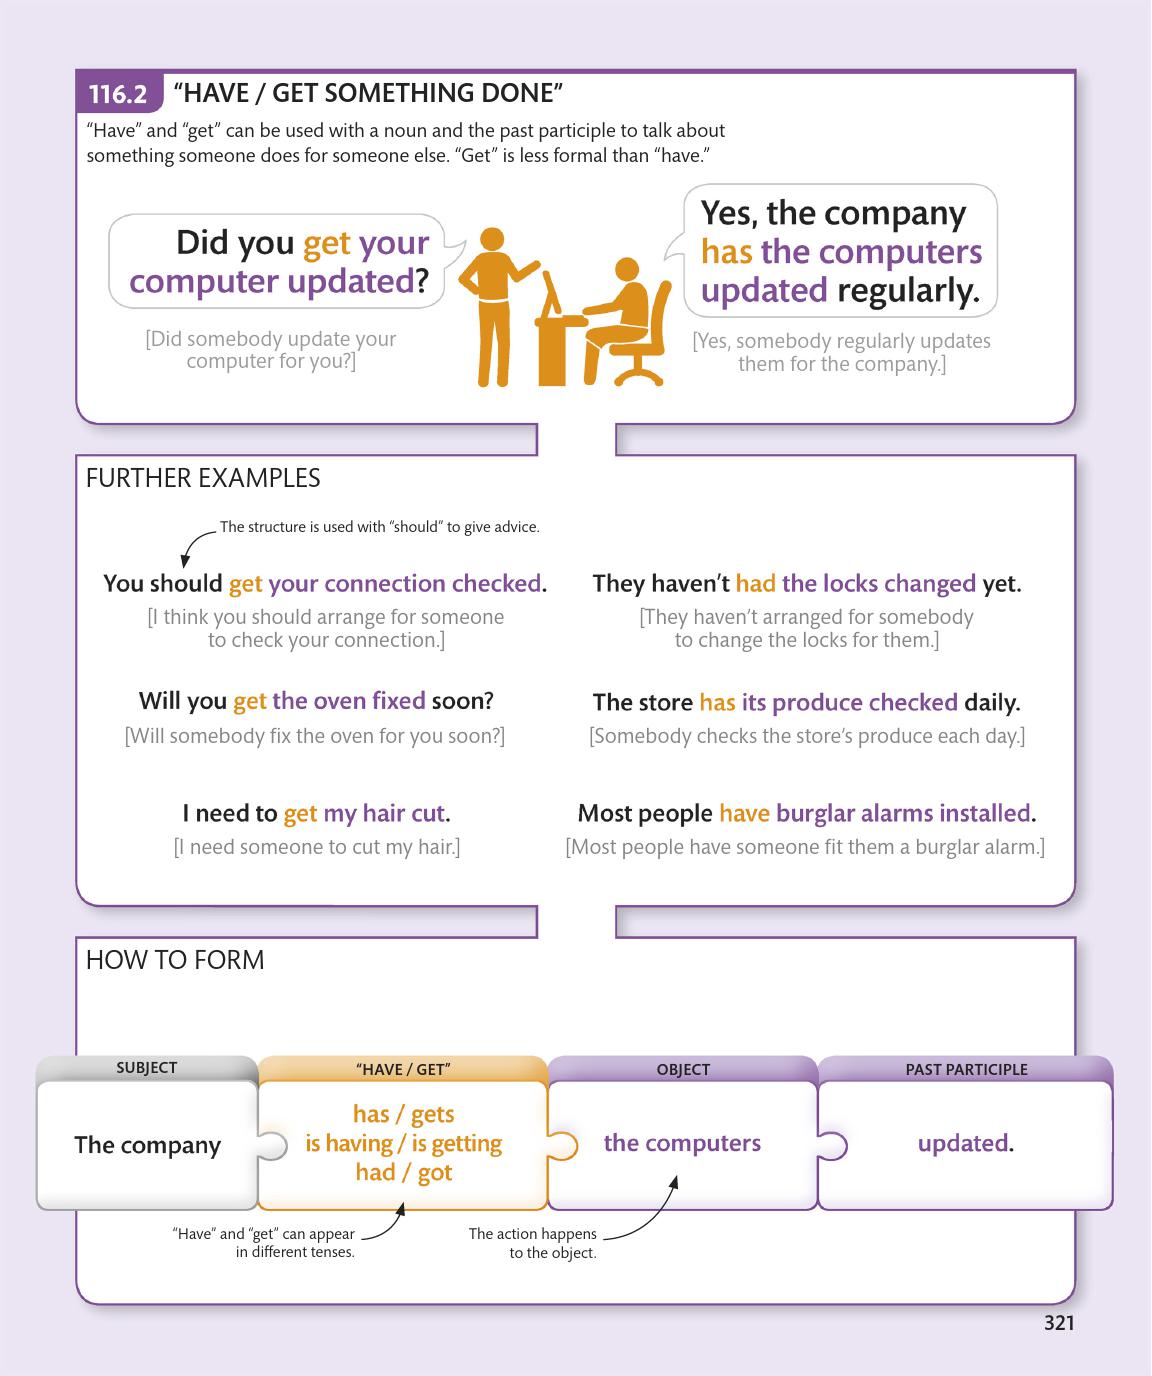 116.2 “HAVE / GET SOMETHING DONE”
“Have” and “get” can be used with a noun and the past participle to talk about
something someone does for someone else. “Get” is less formal than “have.”
Did you get your
computer updated?
[Did somebody update your
computer for you?]
Yes, the company
has the computers
updated regularly.
[Yes, somebody regularly updates
them for the company.]
FURTHER EXAMPLES
The structure is used with “should” to give advice.
You should get your connection checked.
[I think you should arrange for someone
to check your connection.]
They haven’t had the locks changed yet.
[They haven’t arranged for somebody
to change the locks for them.]
Will you get the oven fixed soon?
[Will somebody fix the oven for you soon?]
The store has its produce checked daily.
[Somebody checks the store’s produce each day.]
I need to get my hair cut.
[I need someone to cut my hair.]
Most people have burglar alarms installed.
[Most people have someone fit them a burglar alarm.]
HOW TO FORM
SUBJECT
The company
“HAVE / GET”
has / gets
is having / is getting
had / got
OBJECT
the computers
PAST PARTICIPLE
updated.
“Have” and “get” can appear
in different tenses.
The action happens
to the object.
321